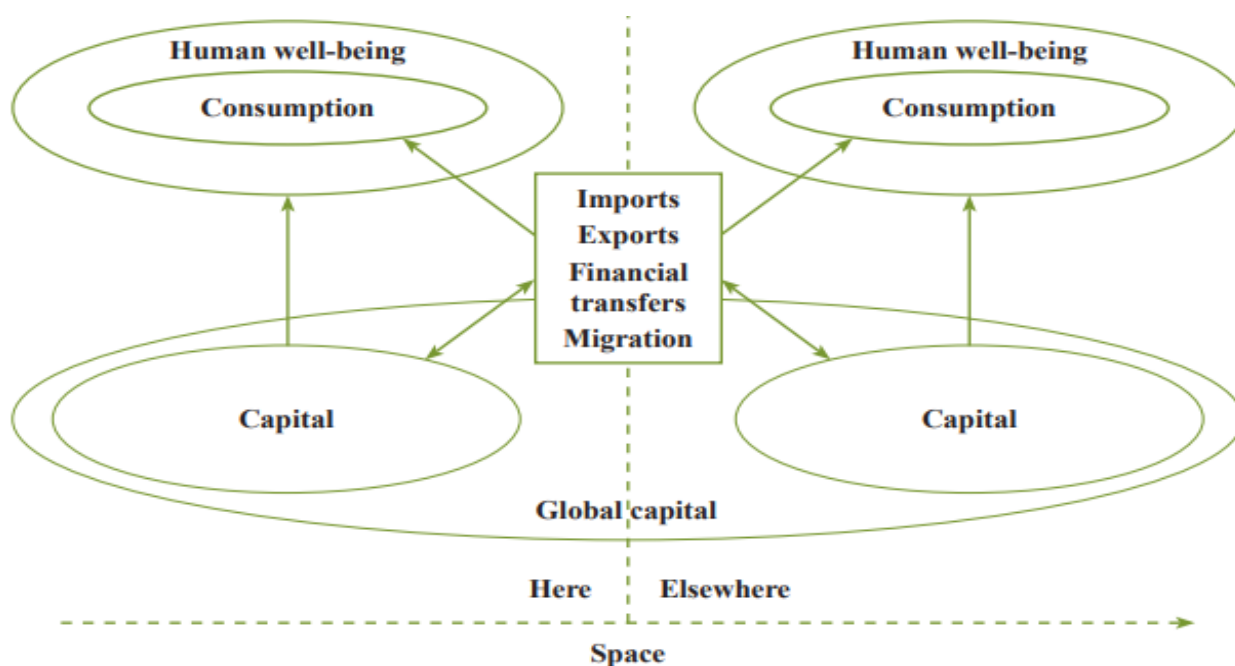 Human well-being
Human well-being
Consumption
Consumption
Imports
Exports
Financial
transfers
Migration
Capital
Capital
Global capital
Here
Elsewhere
Space